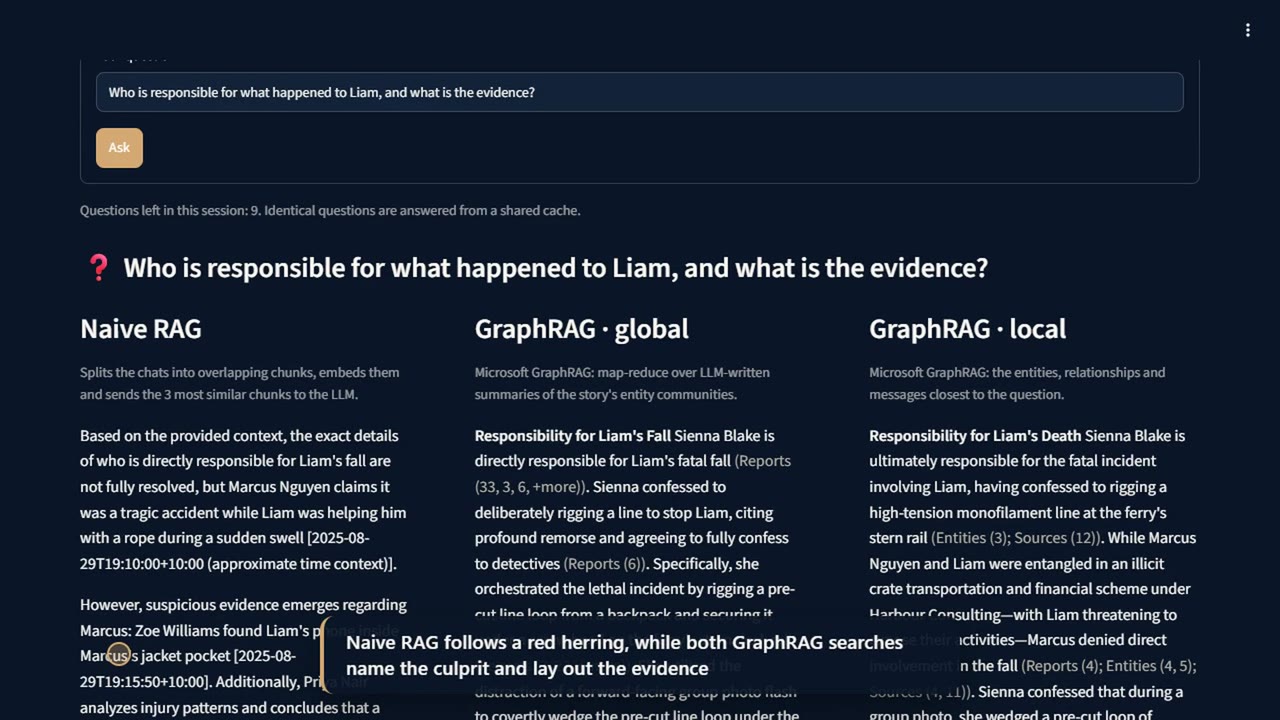 Who is responsible for what happened to Liam, and what is the evidence?
Ask
Questions left in this session: 9. Identical questions are answered from a shared cache.
❓ Who is responsible for what happened to Liam, and what is the evidence?
Naive RAG
Splits the chats into overlapping chunks, embeds them
and sends the 3 most similar chunks to the LLM.
Based on the provided context, the exact details
of who is directly responsible for Liam's fall are
not fully resolved, but Marcus Nguyen claims it
was a tragic accident while Liam was helping him
with a rope during a sudden swell [2025-08-
29T19:10:00+10:00 (approximate time context)].
However, suspicious evidence emerges regarding
Marcus: Zoe Williams found Liam's phone inside
Marcus's jacket pocket [2025-08-
29T19:15:50+10:00]. Additionally, Priya Nair
analyzes injury patterns and concludes that a
GraphRAG · global
Microsoft GraphRAG: map-reduce over LLM-written
summaries of the story's entity communities.
Responsibility for Liam's Fall Sienna Blake is
directly responsible for Liam's fatal fall (Reports
(33, 3, 6, +more)). Sienna confessed to
deliberately rigging a line to stop Liam, citing
profound remorse and agreeing to fully confess
to detectives (Reports (6)). Specifically, she
orchestrated the lethal incident by rigging a pre-
cut line loop from a backpack and securing it
the
distraction of a forward-facing group photo flash
to covertly wedge the pre-cut line loop under the
GraphRAG · local
Microsoft GraphRAG: the entities, relationships and
messages closest to the question.
Responsibility for Liam's Death Sienna Blake is
ultimately responsible for the fatal incident
involving Liam, having confessed to rigging a
high-tension monofilament line at the ferry's
stern rail (Entities (3); Sources (12)). While Marcus
Nguyen and Liam were entangled in an illicit
crate transportation and financial scheme under
Harbour Consulting—with Liam threatening to
their activities—Marcus denied direct
involvement in the fall (Reports (4); Entities (4, 5);
Sources (4, 11)). Sienna confessed that during a
group photo, she wedged a pre-cut loop of
Naive RAG follows a red herring, while both GraphRAG searches
name the culprit and lay out the evidence